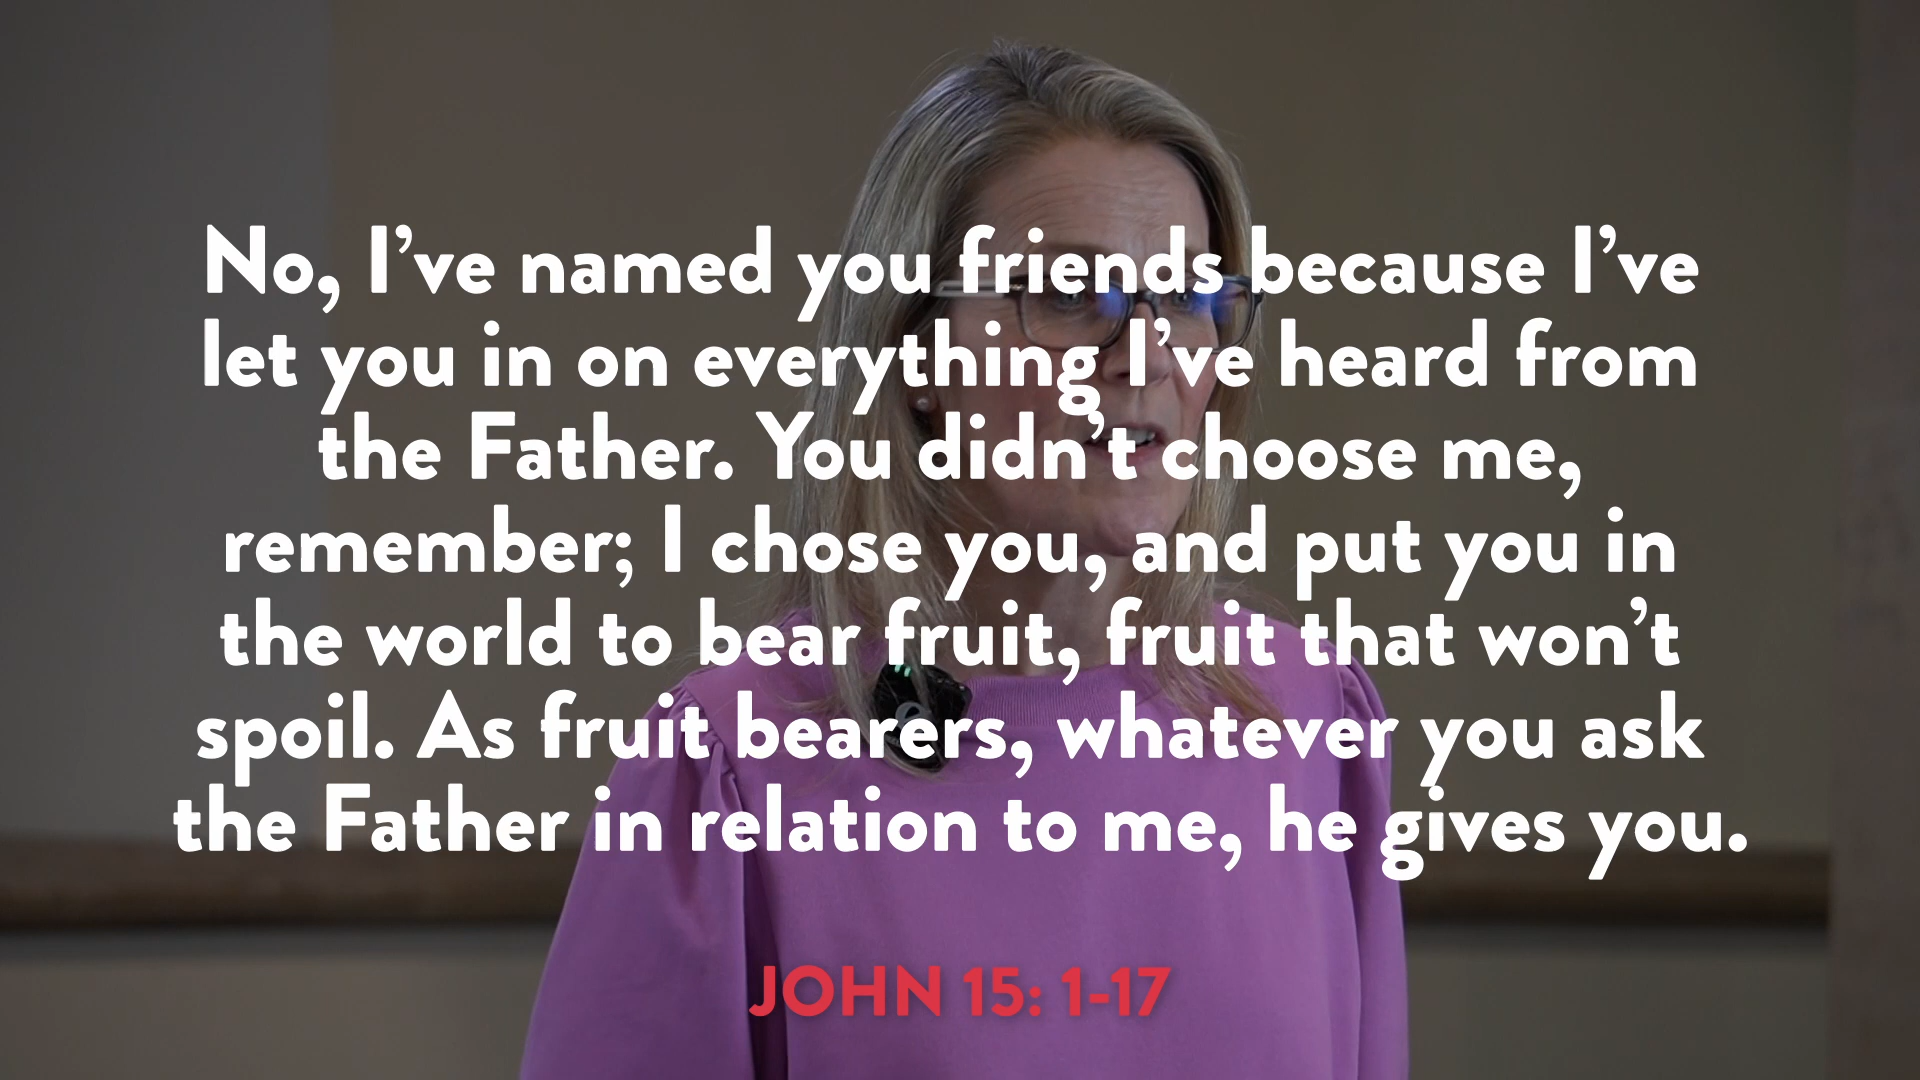 No, I’ve named you friends because I’ve
let you in on everything I’ve heard from
the Father. You didn’t choose me,
remember; I chose you, and put you in
the world to bear fruit, fruit that won’t
spoil. As fruit bearers, whatever you ask
the Father in relation to me, he gives you.
JOHN 15: 1-17